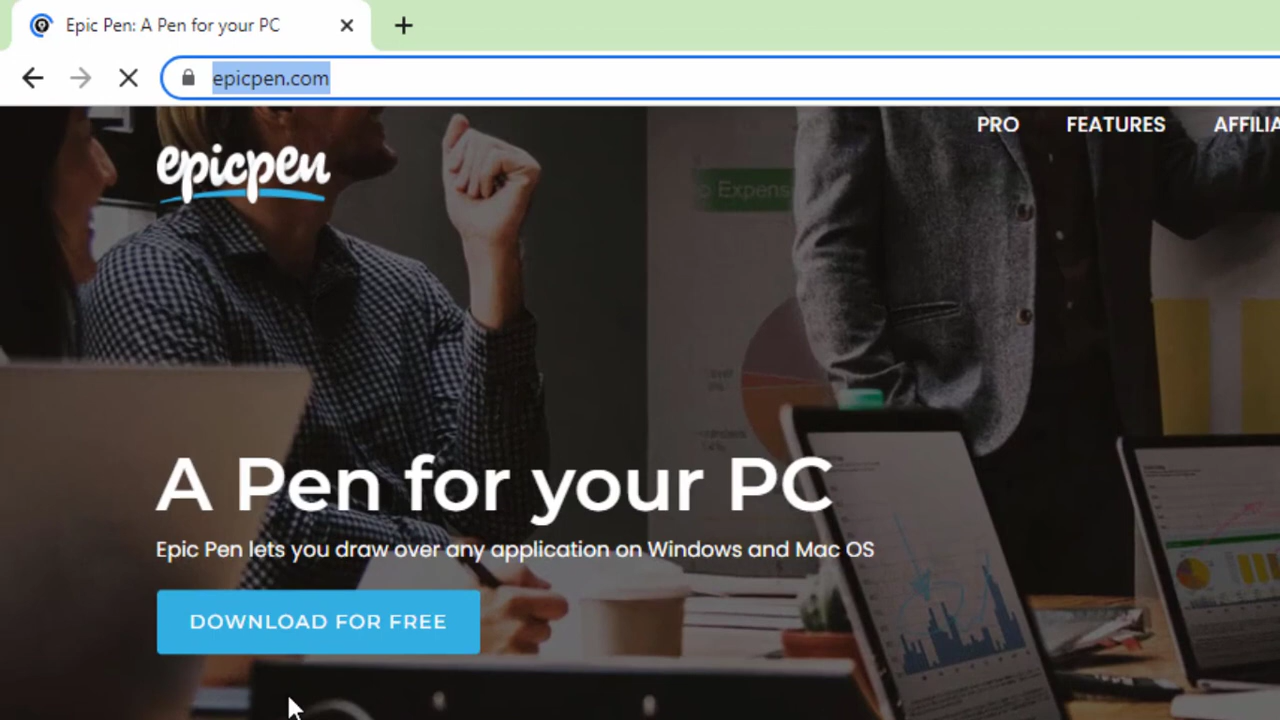 Epic Pen: A Pen for your PC
epicpen.com
PRO FEATURES AFFILIA
epicpen
Expens
A Pen for your PC
Epic Pen lets you draw over any application on Windows and Mac OS
DOWNLOAD FOR FREE